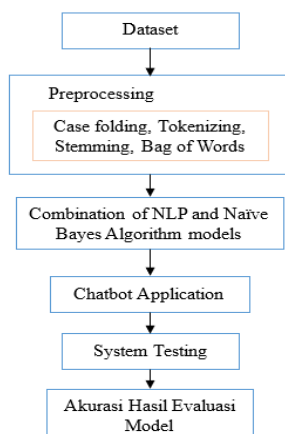 Dataset
Preprocessing
Case folding, Tokenizing,
Stemming, Bag of Words
Combination of NLP and Naïve
Bayes Algorithm models
Chatbot Application
System Testing
Akurasi Hasil Evaluasi
Model